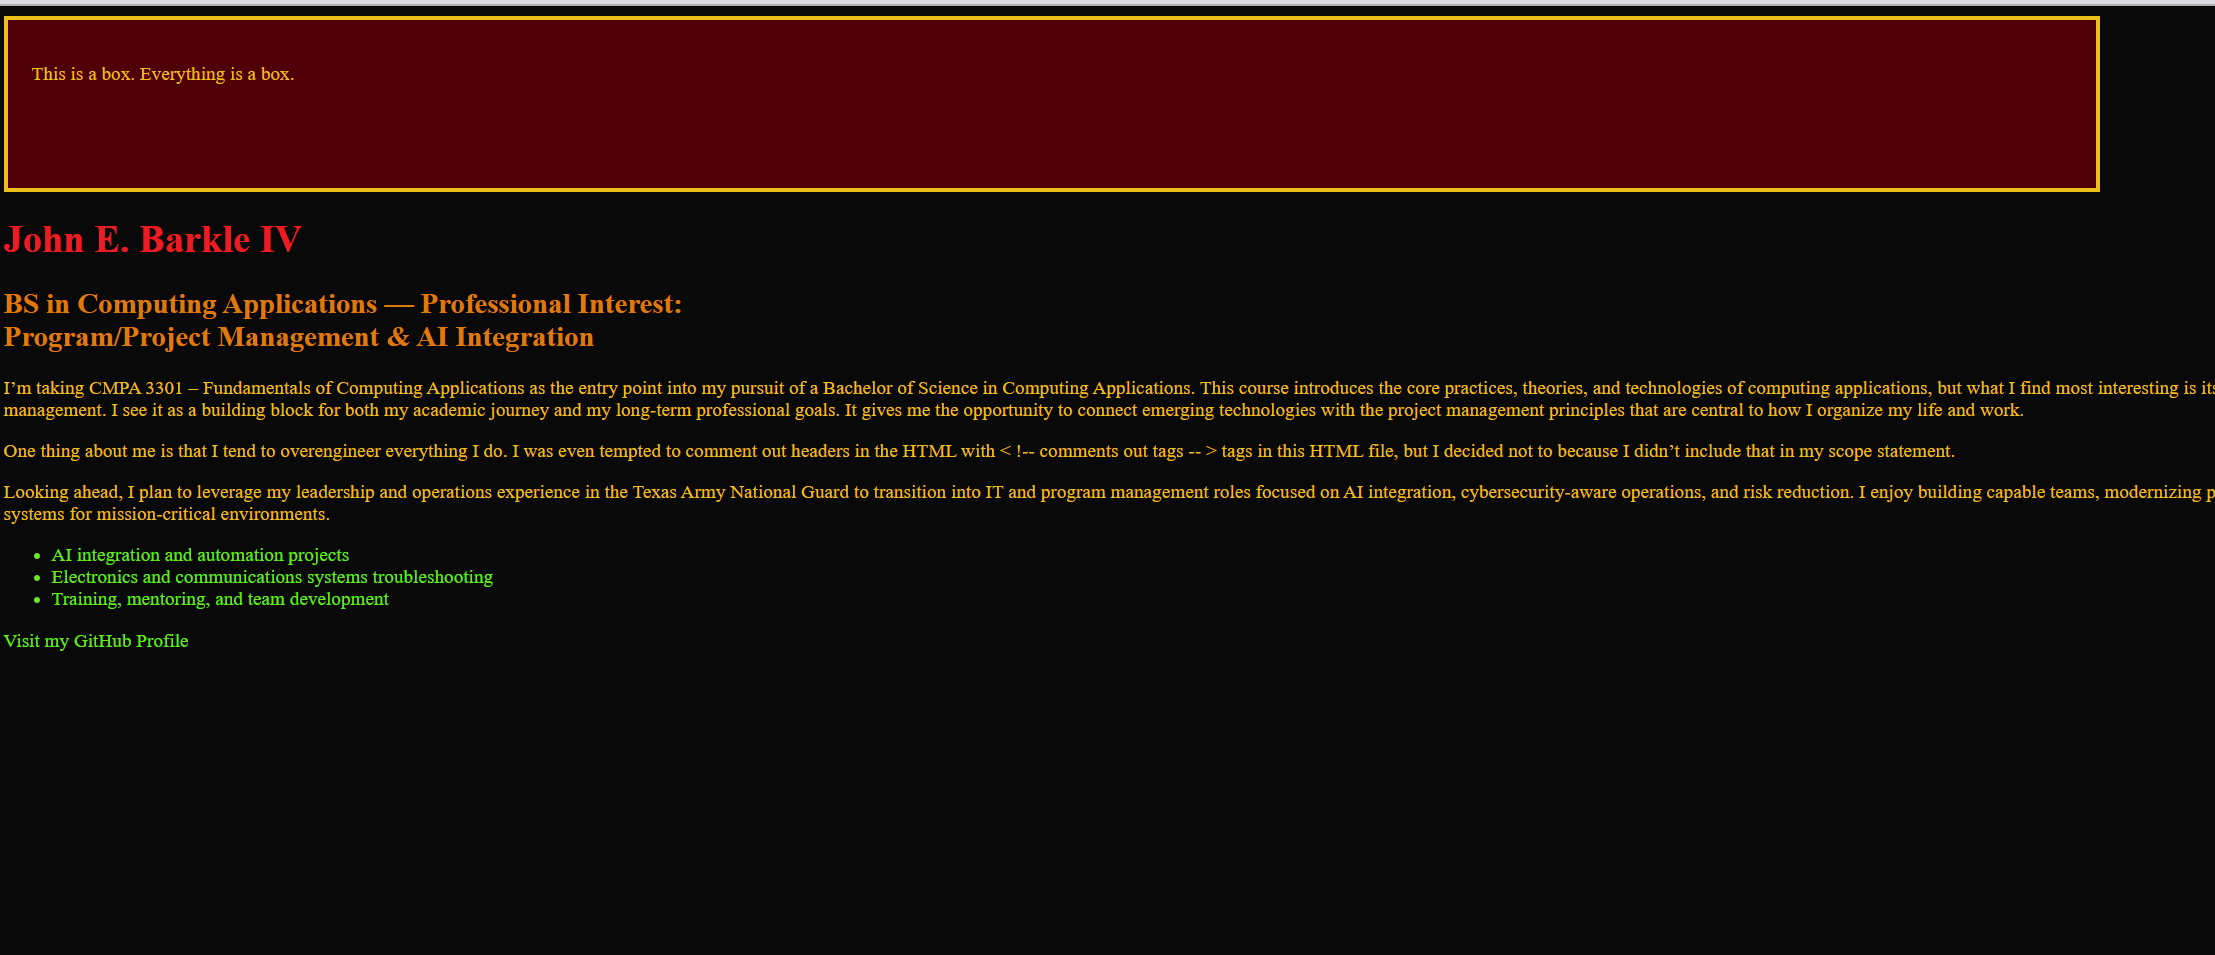 This is a box. Everything is a box.
John E. Barkle IV
BS in Computing Applications — Professional Interest:
Program/Project Management & AI Integration
I’m taking CMPA 3301 – Fundamentals of Computing Applications as the entry point into my pursuit of a Bachelor of Science in Computing Applications. This course introduces the core practices, theories, and technologies of computing applications, but what I find most interesting is its
management. I see it as a building block for both my academic journey and my long-term professional goals. It gives me the opportunity to connect emerging technologies with the project management principles that are central to how I organize my life and work.
One thing about me is that I tend to overengineer everything I do. I was even tempted to comment out headers in the HTML with < !-- comments out tags -- > tags in this HTML file, but I decided not to because I didn’t include that in my scope statement.
Looking ahead, I plan to leverage my leadership and operations experience in the Texas Army National Guard to transition into IT and program management roles focused on AI integration, cybersecurity-aware operations, and risk reduction. I enjoy building capable teams, modernizing
systems for mission-critical environments.
• AI integration and automation projects
• Electronics and communications systems troubleshooting
• Training, mentoring, and team development
Visit my GitHub Profile